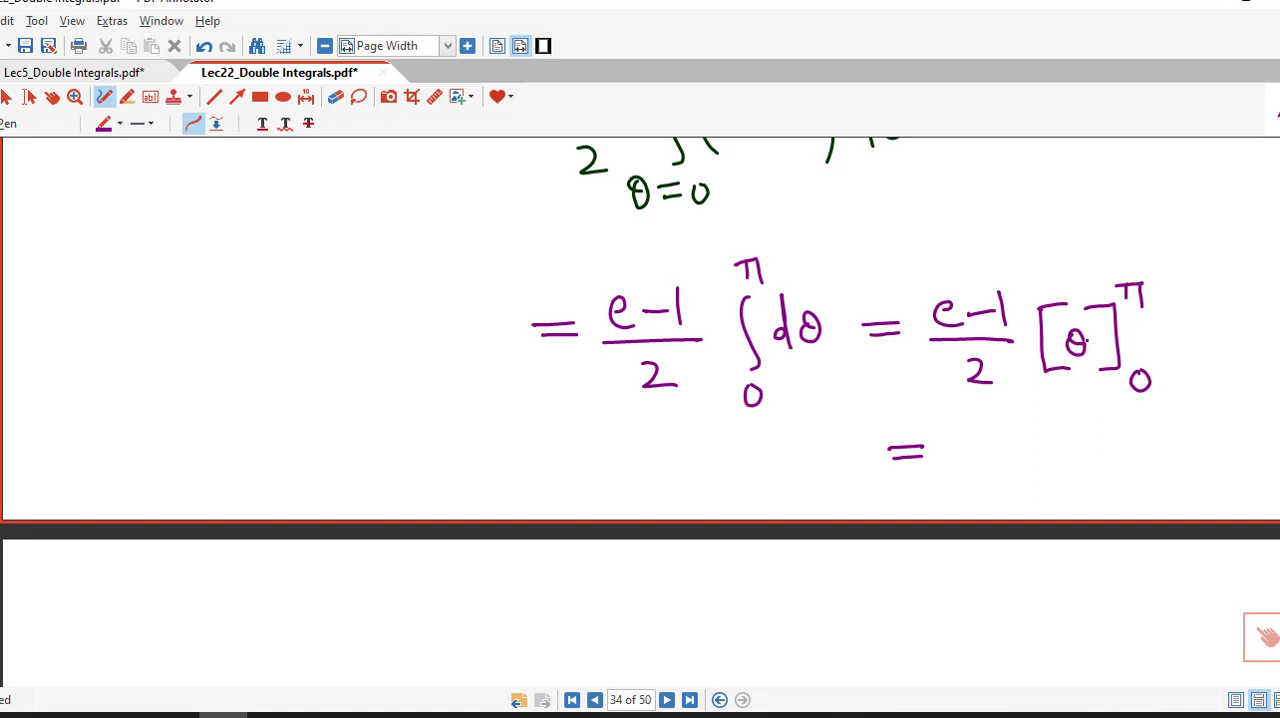 dit Tool View Extras Window Help
Page Width
Lec5_Double Integrals.pdf* Lec22_Double Integrals.pdf*
Pen
2
θ=0
= e-1/2 ∫₀^π dθ = e-1/2 [θ]₀^π
=
34 of 50